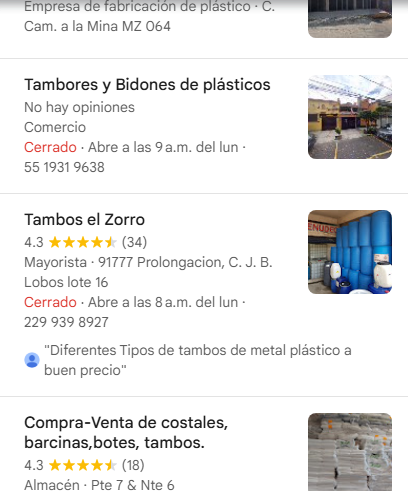 Empresa de fabricación de plástico · C.
Cam. a la Mina MZ 064
Tambores y Bidones de plásticos
No hay opiniones
Comercio
Cerrado · Abre a las 9 a.m. del lun ·
55 1931 9638
Tambos el Zorro
4.3 ★★★★★ (34)
Mayorista · 91777 Prolongacion, C. J. B.
Lobos lote 16
Cerrado · Abre a las 8 a.m. del lun ·
229 939 8927
"Diferentes Tipos de tambos de metal plástico a
buen precio"
Compra-Venta de costales,
barcinas,botes, tambos.
4.3 ★★★★★ (18)
Almacén · Pte 7 & Nte 6